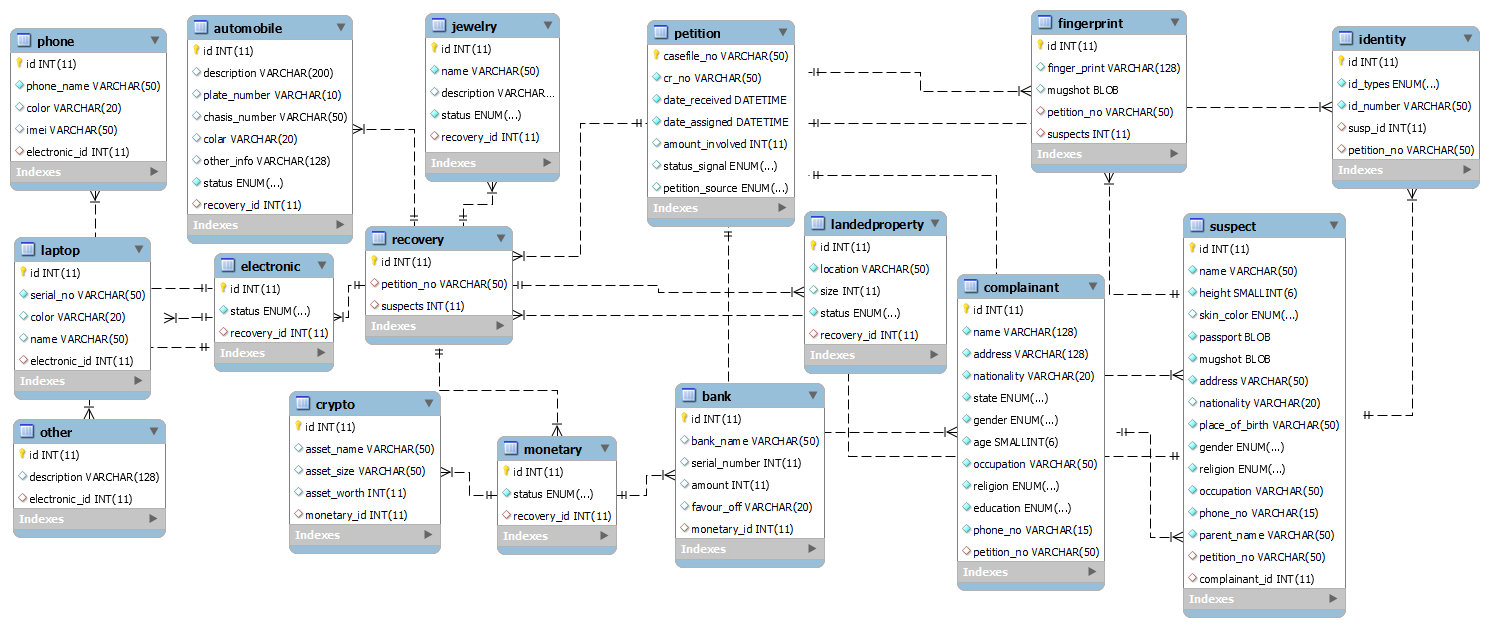 phone
id INT(11)
phone_name VARCHAR(50)
color VARCHAR(20)
imei VARCHAR(50)
electronic_id INT(11)
Indexes
automobile
id INT(11)
description VARCHAR(200)
plate_number VARCHAR(10)
chasis_number VARCHAR(50)
colar VARCHAR(20)
other_info VARCHAR(128)
status ENUM(...)
recovery_id INT(11)
Indexes
jewelry
id INT(11)
name VARCHAR(50)
description VARCHAR...
status ENUM(...)
recovery_id INT(11)
Indexes
petition
casefile_no VARCHAR(50)
cr_no VARCHAR(50)
date_received DATETIME
date_assigned DATETIME
amount_involved INT(11)
status_signal ENUM(...)
petition_source ENUM(...)
Indexes
fingerprint
id INT(11)
finger_print VARCHAR(128)
mugshot BLOB
petition_no VARCHAR(50)
suspects INT(11)
Indexes
identity
id INT(11)
id_types ENUM(...)
id_number VARCHAR(50)
susp_id INT(11)
petition_no VARCHAR(50)
Indexes
laptop
id INT(11)
serial_no VARCHAR(50)
color VARCHAR(20)
name VARCHAR(50)
electronic_id INT(11)
Indexes
electronic
id INT(11)
status ENUM(...)
recovery_id INT(11)
Indexes
recovery
id INT(11)
petition_no VARCHAR(50)
suspects INT(11)
Indexes
landedproperty
id INT(11)
location VARCHAR(50)
size INT(11)
status ENUM(...)
recovery_id INT(11)
Indexes
complainant
id INT(11)
name VARCHAR(128)
address VARCHAR(128)
nationality VARCHAR(20)
state ENUM(...)
gender ENUM(...)
age SMALLINT(6)
occupation VARCHAR(50)
religion ENUM(...)
education ENUM(...)
phone_no VARCHAR(15)
petition_no VARCHAR(50)
Indexes
suspect
id INT(11)
name VARCHAR(50)
height SMALLINT(6)
skin_color ENUM(...)
passport BLOB
mugshot BLOB
address VARCHAR(50)
nationality VARCHAR(20)
place_of_birth VARCHAR(50)
gender ENUM(...)
religion ENUM(...)
occupation VARCHAR(50)
phone_no VARCHAR(15)
parent_name VARCHAR(50)
petition_no VARCHAR(50)
complainant_id INT(11)
Indexes
other
id INT(11)
description VARCHAR(128)
electronic_id INT(11)
Indexes
crypto
id INT(11)
asset_name VARCHAR(50)
asset_size VARCHAR(50)
asset_worth INT(11)
monetary_id INT(11)
Indexes
monetary
id INT(11)
status ENUM(...)
recovery_id INT(11)
Indexes
bank
id INT(11)
bank_name VARCHAR(50)
serial_number INT(11)
amount INT(11)
favour_off VARCHAR(20)
monetary_id INT(11)
Indexes